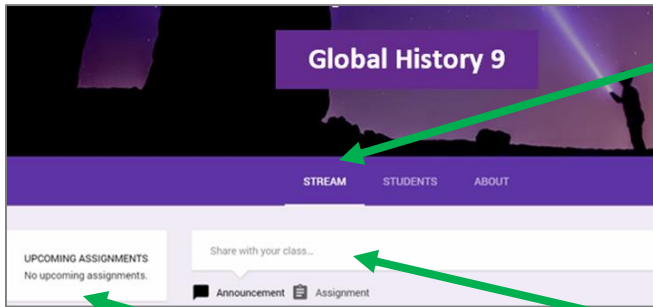 Global History 9
STREAM STUDENTS ABOUT
UPCOMING ASSIGNMENTS
No upcoming assignments.
Share with your class...
Announcement Assignment